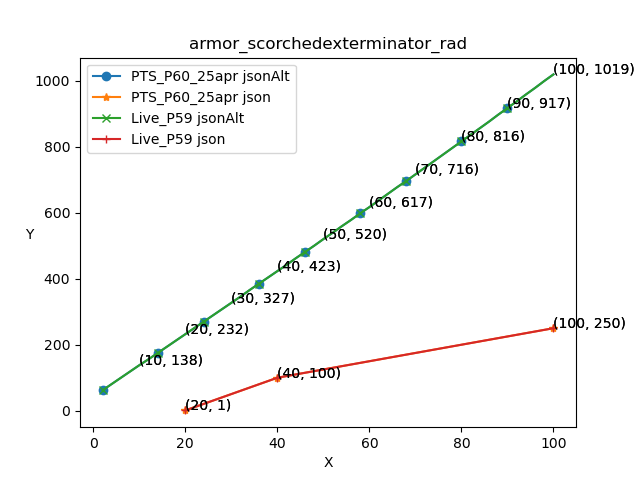 armor_scorchedexterminator_rad
PTS_P60_25apr jsonAlt
PTS_P60_25apr json
Live_P59 jsonAlt
Live_P59 json
(100, 1019)
(90, 917)
(80, 816)
(70, 716)
(60, 617)
(50, 520)
(40, 423)
(30, 327)
(20, 232)
(10, 138)
(100, 250)
(40, 100)
(20, 1)
1000
800
600
400
200
0
Y
0 20 40 60 80 100
X